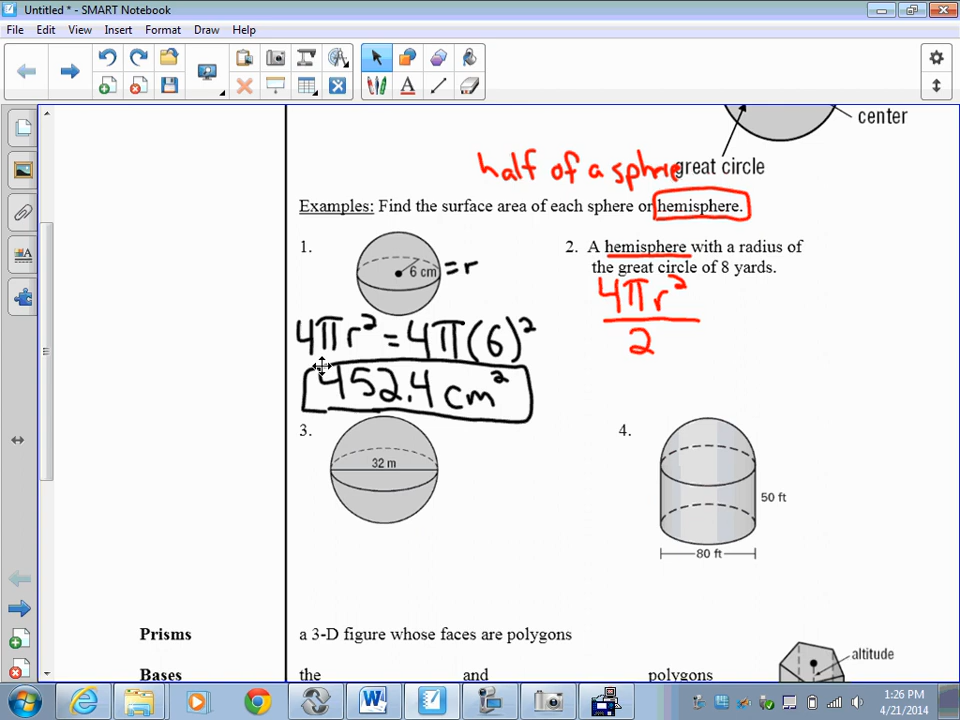 Untitled * - SMART Notebook
File Edit View Insert Format Draw Help
center
great circle
half of a sphre
Examples: Find the surface area of each sphere or hemisphere.
1.
6 cm = r
4πr² = 4π(6)²
452.4 cm²
2. A hemisphere with a radius of
the great circle of 8 yards.
4πr²
2
3.
32 m
4.
50 ft
80 ft
Prisms
a 3-D figure whose faces are polygons
altitude
Bases
the and polygons
1:26 PM
4/21/2014